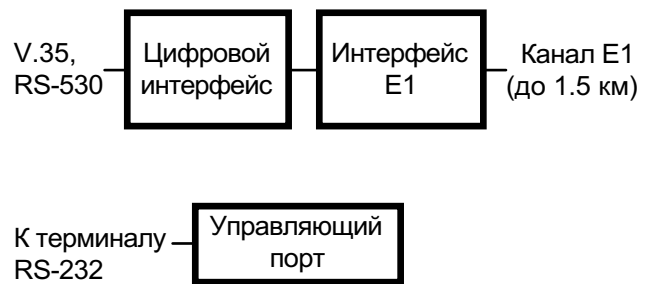 V.35,
RS-530
Цифровой
интерфейс
Интерфейс
E1
Канал E1
(до 1.5 км)
К терминалу
RS-232
Управляющий
порт